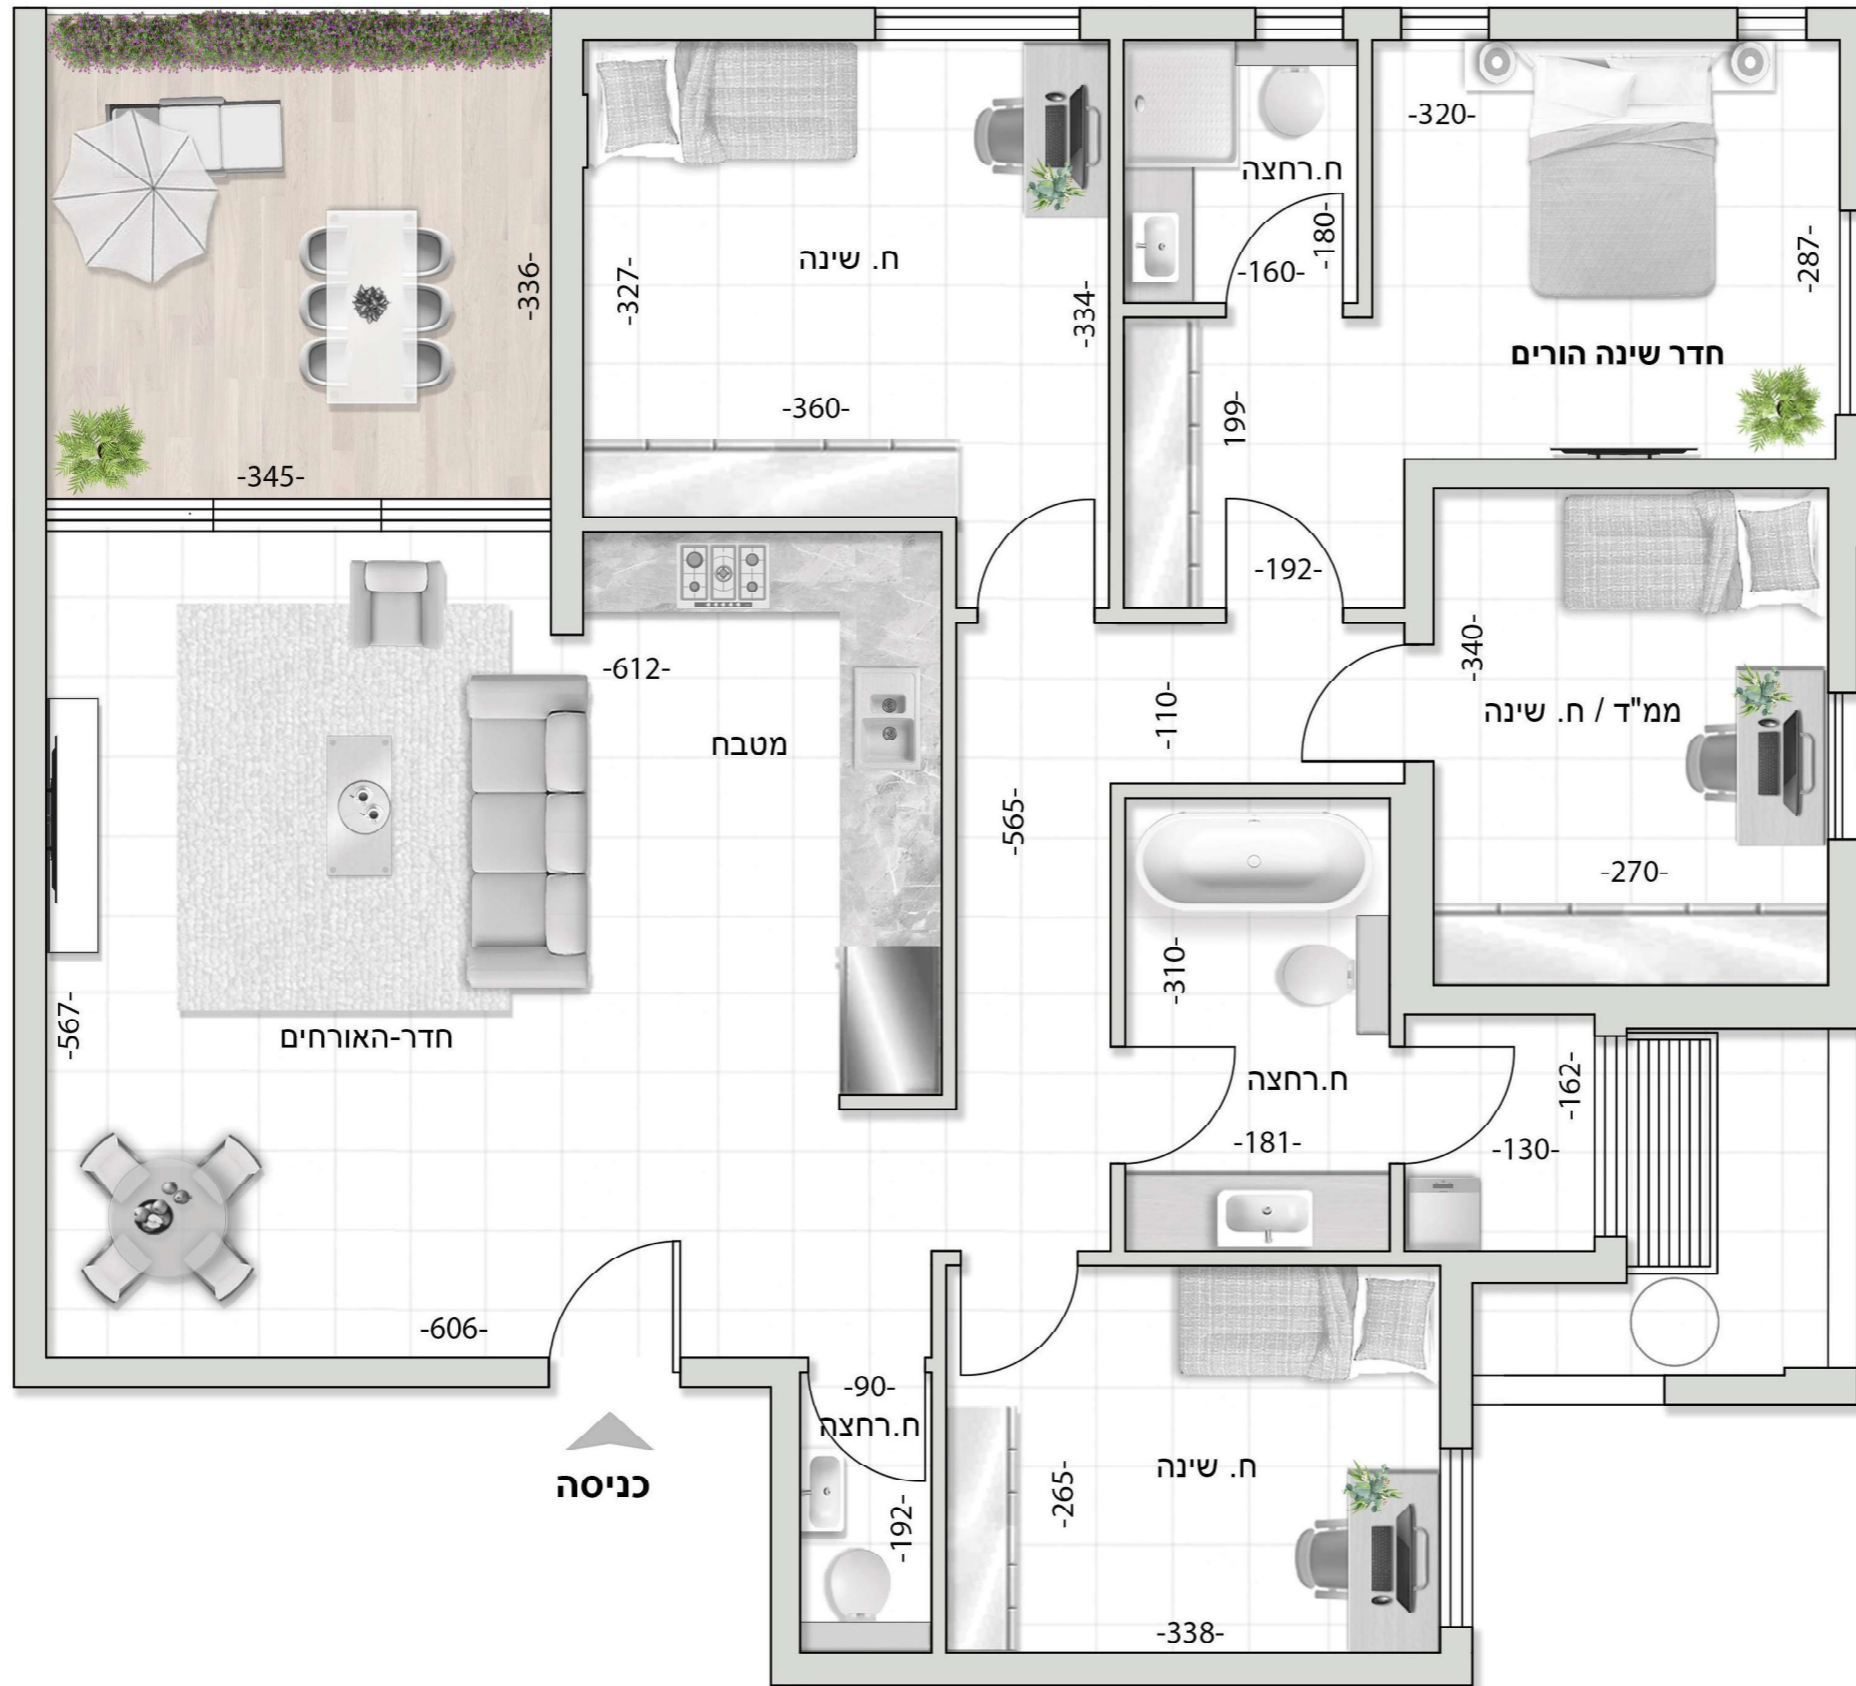 -320-
ח.רחצה
-180-
-160-
-287-
ח. שינה
-327-
-336-
-334-
חדר שינה הורים
-360-
-199-
-345-
-192-
-612-
-340-
-110-
ממ"ד / ח. שינה
מטבח
-565-
-270-
-310-
-567-
חדר-האורחים
ח.רחצה
-162-
-181-
-130-
-606-
-90-
ח.רחצה
כניסה
ח. שינה
-265-
-192-
-338-